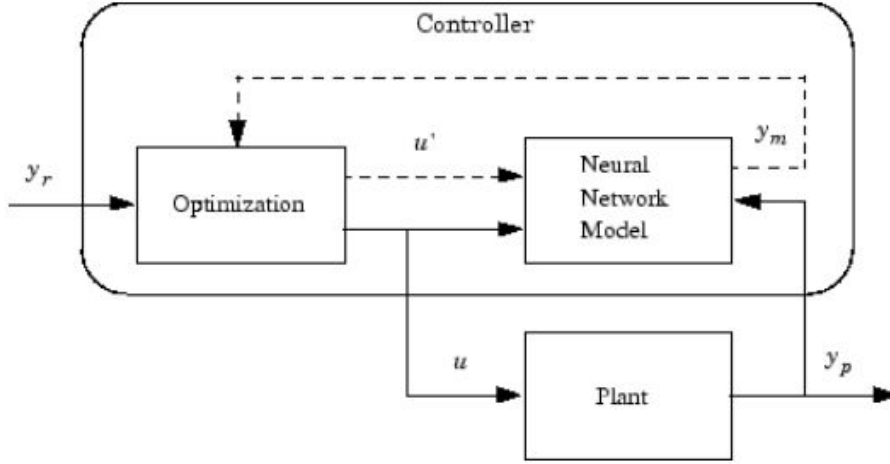 Controller
u'
y_m
y_r
Optimization
Neural
Network
Model
u
y_p
Plant